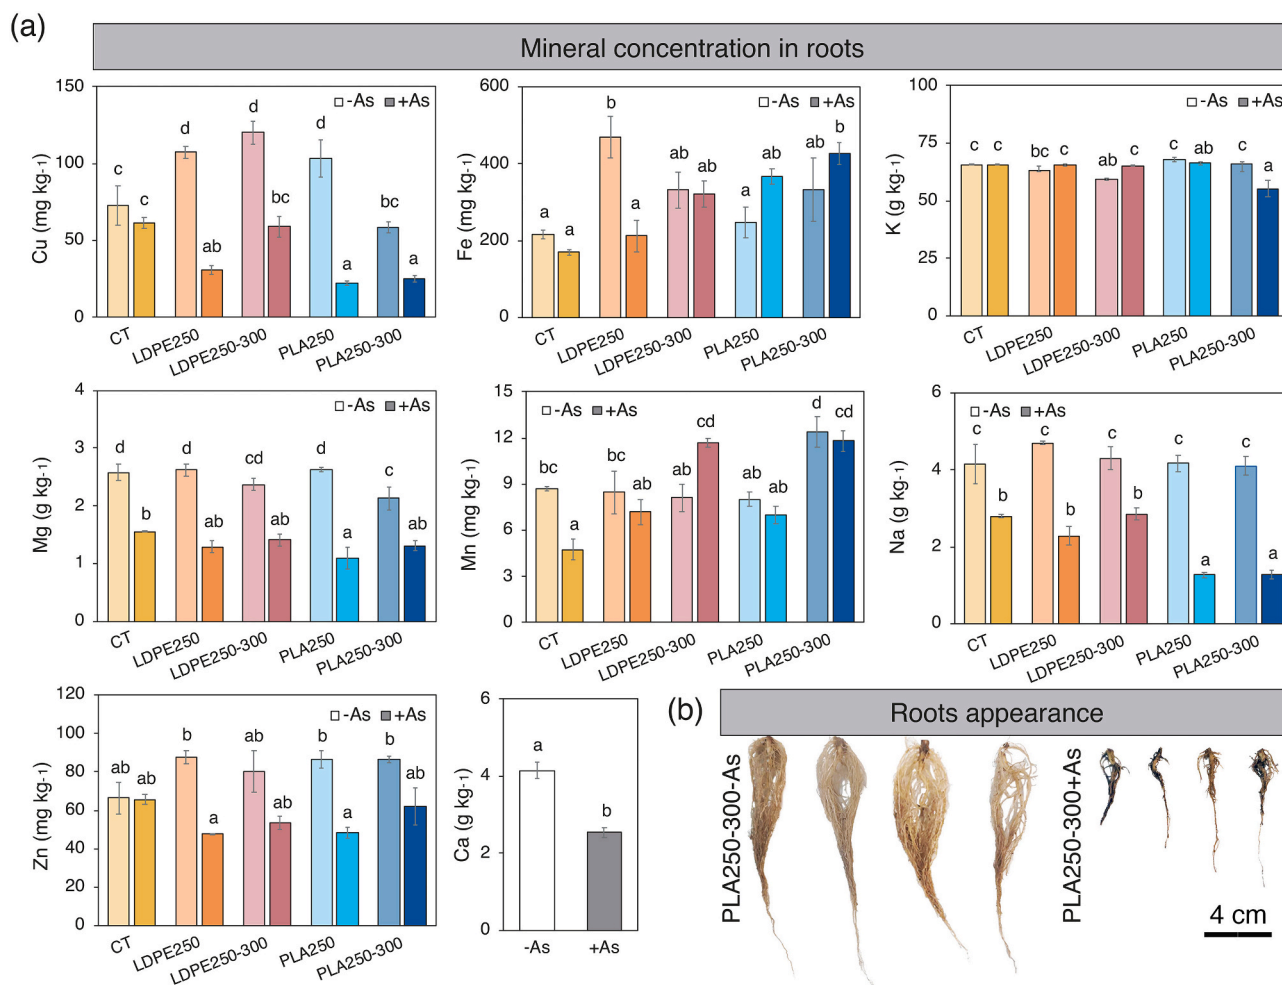 (a)
Mineral concentration in roots
Cu (mg kg-1)
150
100
50
0
-As +As
c c d ab d bc d a bc a
CT LDPE250 LDPE250-300 PLA250 PLA250-300
Fe (mg kg-1)
600
400
200
0
-As +As
a a b a ab ab a ab ab b
CT LDPE250 LDPE250-300 PLA250 PLA250-300
K (g kg-1)
100
75
50
25
0
-As +As
c c bc c ab c c ab c a
CT LDPE250 LDPE250-300 PLA250 PLA250-300
Mg (g kg-1)
4
3
2
1
0
-As +As
d b d ab cd ab d a c ab
CT LDPE250 LDPE250-300 PLA250 PLA250-300
Mn (mg kg-1)
15
12
9
6
3
0
-As +As
bc a bc ab ab cd ab ab d cd
CT LDPE250 LDPE250-300 PLA250 PLA250-300
Na (g kg-1)
6
4
2
0
-As +As
c b c b c b c a c a
CT LDPE250 LDPE250-300 PLA250 PLA250-300
Zn (mg kg-1)
120
100
80
60
40
20
0
-As +As
ab ab b a ab ab b a b ab
CT LDPE250 LDPE250-300 PLA250 PLA250-300
Ca (g kg-1)
6
4
2
0
a b
-As +As
(b)
Roots appearance
PLA250-300-As
PLA250-300+As
4 cm